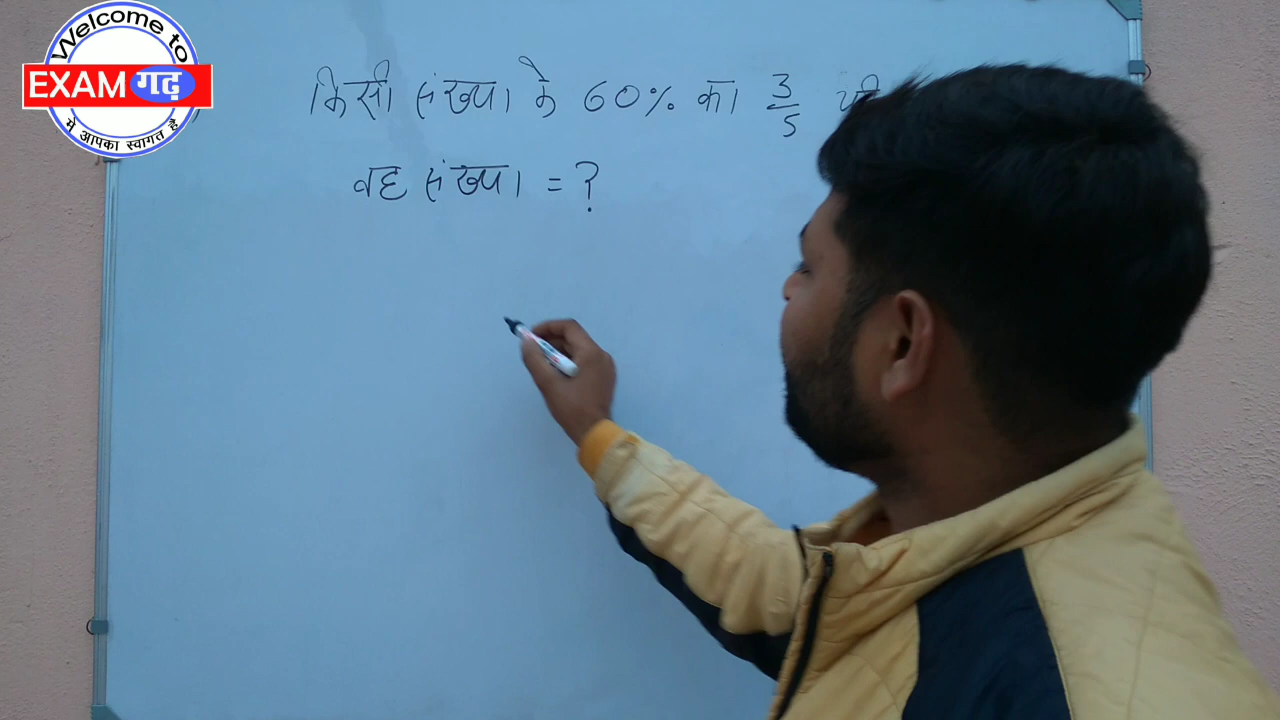 Welcome to
EXAM गढ़
मे आपका स्वागत है
किसी संख्या के 60% का 3/5
वह संख्या = ?